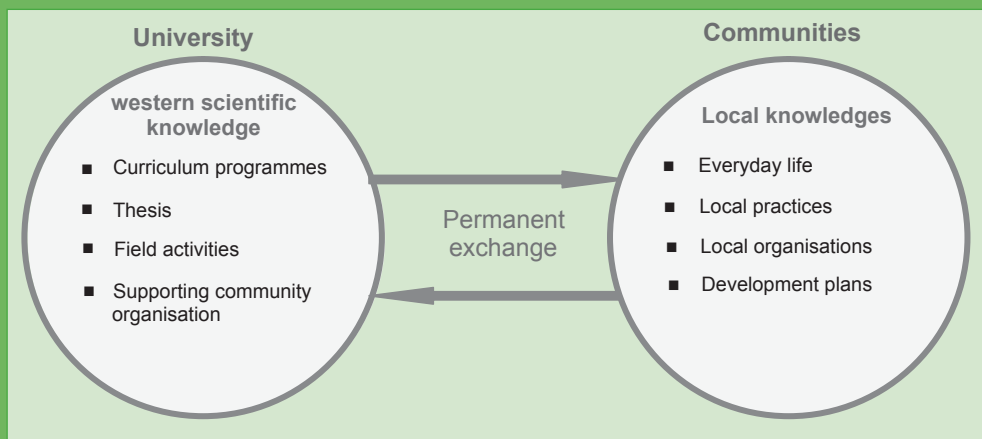 University
western scientific
knowledge
■ Curriculum programmes
■ Thesis
■ Field activities
■ Supporting community
organisation
Permanent
exchange
Communities
Local knowledges
■ Everyday life
■ Local practices
■ Local organisations
■ Development plans